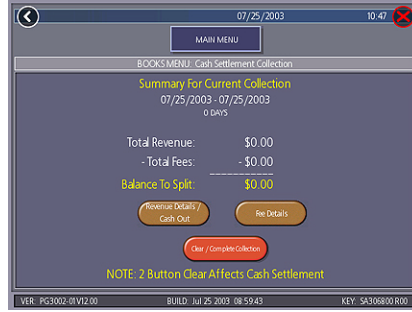 07/25/2003 10:47
MAIN MENU
BOOKS MENU: Cash Settlement Collection
Summary For Current Collection
07/25/2003 - 07/25/2003
0 DAYS
Total Revenue: $0.00
- Total Fees: - $0.00
Balance To Split: $0.00
Revenue Details / Cash Out
Fee Details
Clear / Complete Collection
NOTE: 2 Button Clear Affects Cash Settlement
VER: PG3002-01V12.00 BUILD: Jul 25 2003 08:59:43 KEY: SA306800 R00